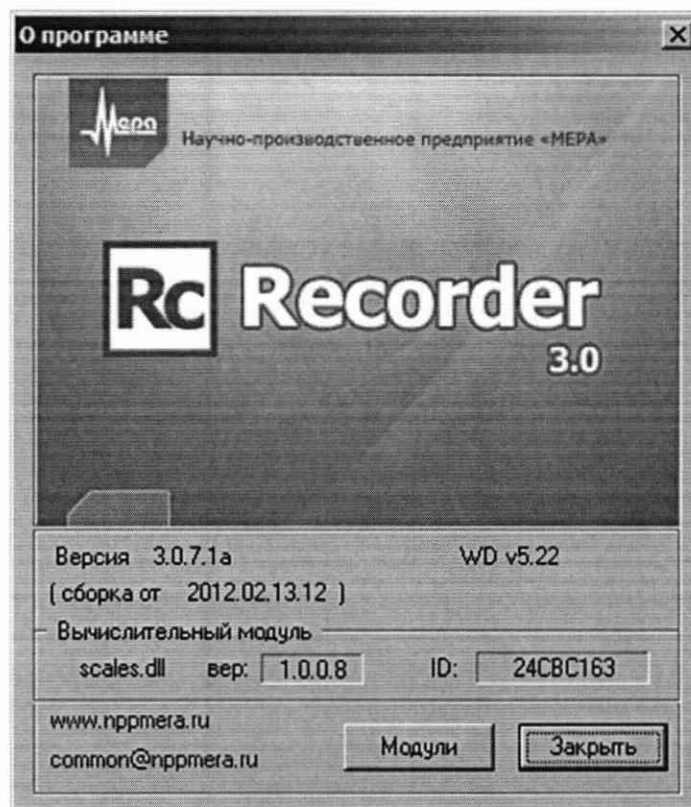 О программе
Мера
Научно-производственное предприятие «МЕРА»
Rc Recorder
3.0
Версия 3.0.7.1a WD v5.22
( сборка от 2012.02.13.12 )
Вычислительный модуль
scales.dll вер: 1.0.0.8 ID: 24CBC163
www.nppmera.ru
common@nppmera.ru
Модули Закрыть